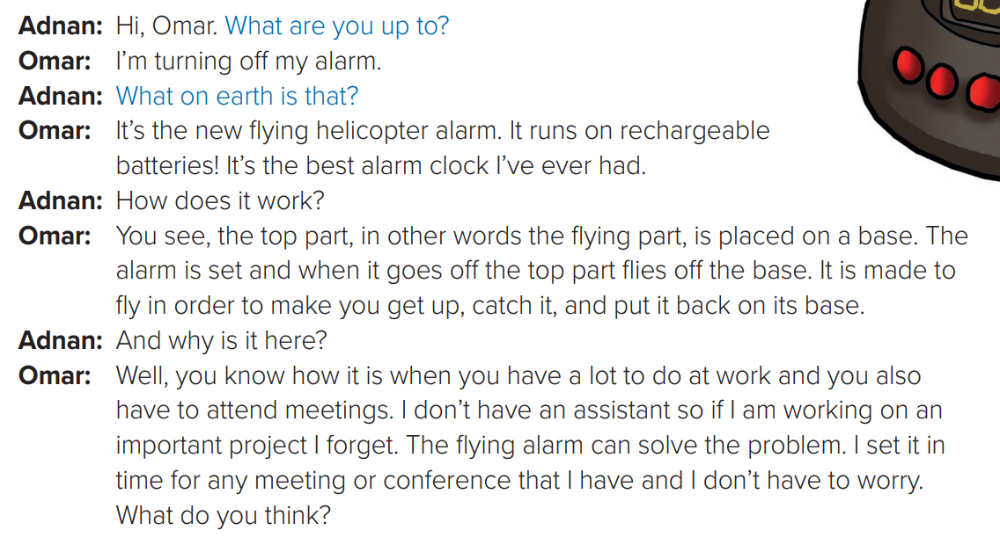 Adnan: Hi, Omar. What are you up to?
Omar: I'm turning off my alarm.
Adnan: What on earth is that?
Omar: It's the new flying helicopter alarm. It runs on rechargeable
batteries! It's the best alarm clock I've ever had.
Adnan: How does it work?
Omar: You see, the top part, in other words the flying part, is placed on a base. The
alarm is set and when it goes off the top part flies off the base. It is made to
fly in order to make you get up, catch it, and put it back on its base.
Adnan: And why is it here?
Omar: Well, you know how it is when you have a lot to do at work and you also
have to attend meetings. I don't have an assistant so if I am working on an
important project I forget. The flying alarm can solve the problem. I set it in
time for any meeting or conference that I have and I don't have to worry.
What do you think?